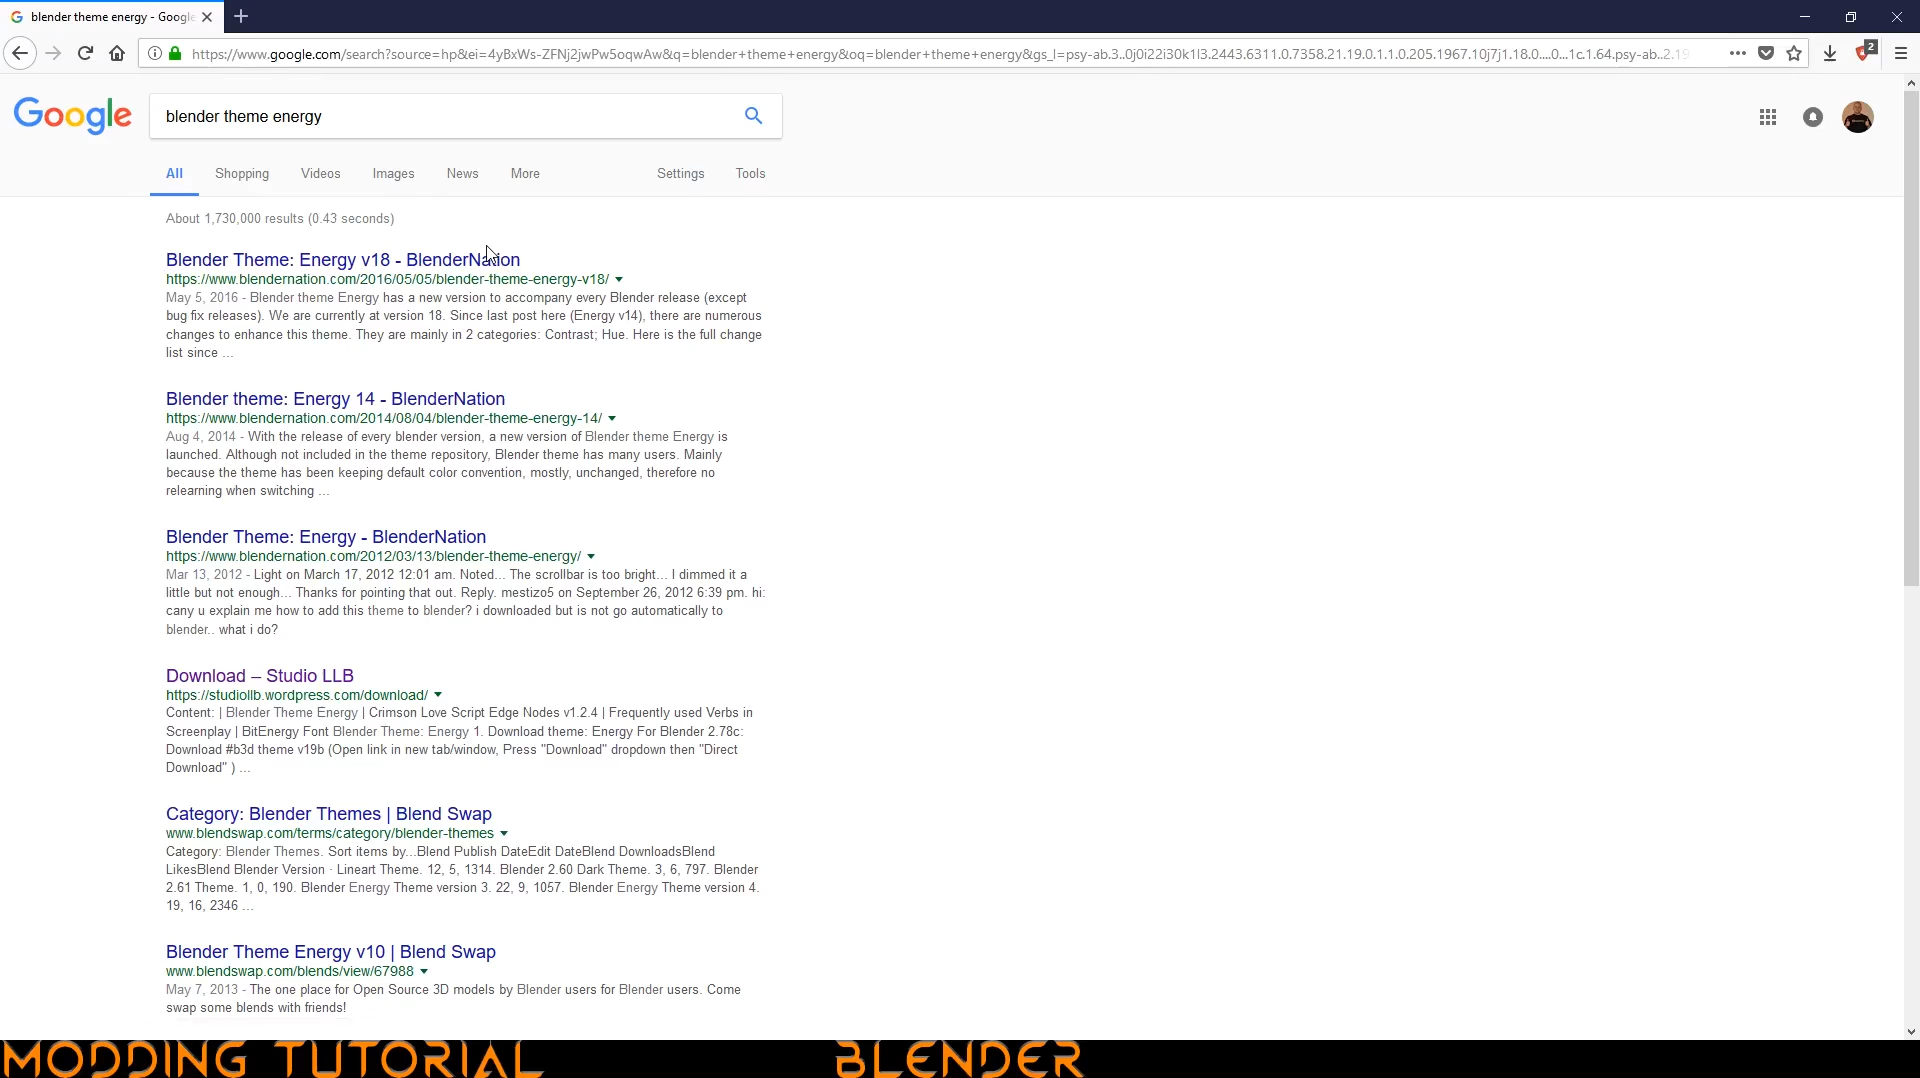 blender theme energy - Google
https://www.google.com/search?source=hp&ei=4yBxWs-ZFNj2jwPw5oqwAw&q=blender+theme+energy&oq=blender+theme+energy&gs_l=psy-ab.3..0j0i22i30k1l3.2443.6311.0.7358.21.19.0.1.1.0.205.1967.10j7j1.18.0....0...1c.1.64.psy-ab..2.19
2
Google
blender theme energy
All Shopping Videos Images News More Settings Tools
About 1,730,000 results (0.43 seconds)
Blender Theme: Energy v18 - BlenderNation
https://www.blendernation.com/2016/05/05/blender-theme-energy-v18/
May 5, 2016 - Blender theme Energy has a new version to accompany every Blender release (except
bug fix releases). We are currently at version 18. Since last post here (Energy v14), there are numerous
changes to enhance this theme. They are mainly in 2 categories: Contrast; Hue. Here is the full change
list since ...
Blender theme: Energy 14 - BlenderNation
https://www.blendernation.com/2014/08/04/blender-theme-energy-14/
Aug 4, 2014 - With the release of every blender version, a new version of Blender theme Energy is
launched. Although not included in the theme repository, Blender theme has many users. Mainly
because the theme has been keeping default color convention, mostly, unchanged, therefore no
relearning when switching ...
Blender Theme: Energy - BlenderNation
https://www.blendernation.com/2012/03/13/blender-theme-energy/
Mar 13, 2012 - Light on March 17, 2012 12:01 am. Noted... The scrollbar is too bright... I dimmed it a
little but not enough... Thanks for pointing that out. Reply. mestizo5 on September 26, 2012 6:39 pm. hi:
cany u explain me how to add this theme to blender? i downloaded but is not go automatically to
blender.. what i do?
Download – Studio LLB
https://studiollb.wordpress.com/download/
Content: | Blender Theme Energy | Crimson Love Script Edge Nodes v1.2.4 | Frequently used Verbs in
Screenplay | BitEnergy Font Blender Theme: Energy 1. Download theme: Energy For Blender 2.78c:
Download #b3d theme v19b (Open link in new tab/window, Press "Download" dropdown then "Direct
Download" ) ...
Category: Blender Themes | Blend Swap
www.blendswap.com/terms/category/blender-themes
Category: Blender Themes. Sort items by...Blend Publish DateEdit DateBlend DownloadsBlend
LikesBlend Blender Version · Lineart Theme. 12, 5, 1314. Blender 2.60 Dark Theme. 3, 6, 797. Blender
2.61 Theme. 1, 0, 190. Blender Energy Theme version 3. 22, 9, 1057. Blender Energy Theme version 4.
19, 16, 2346 ...
Blender Theme Energy v10 | Blend Swap
www.blendswap.com/blends/view/67988
May 7, 2013 - The one place for Open Source 3D models by Blender users for Blender users. Come
swap some blends with friends!
MODDING TUTORIAL BLENDER